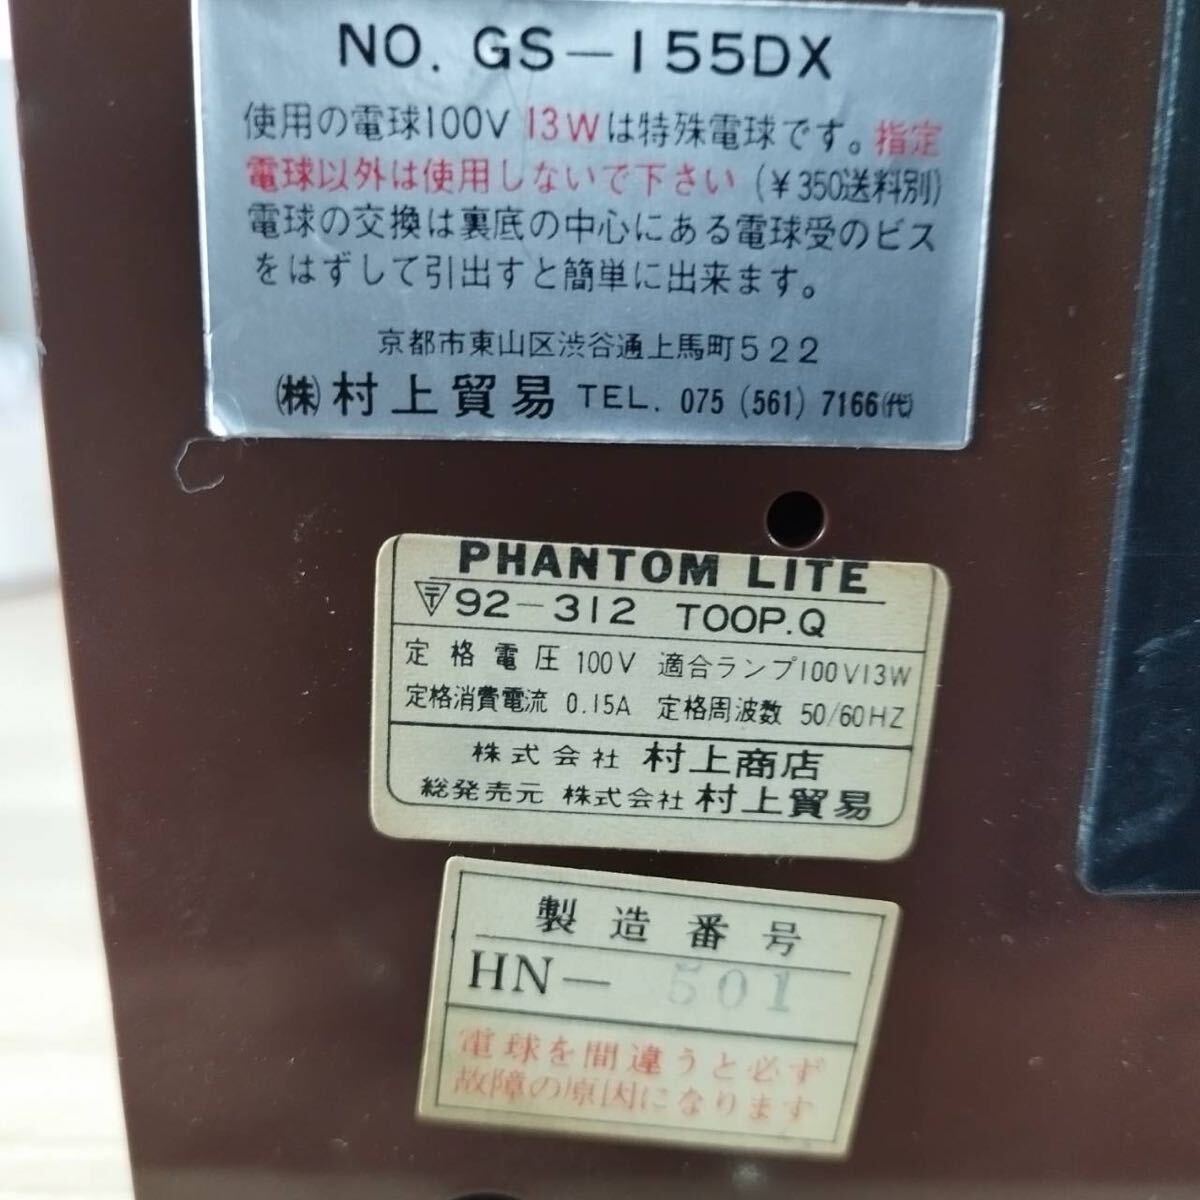 NO. GS-155DX
使用の電球100V 13Wは特殊電球です。指定
電球以外は使用しないで下さい (¥350送料別)
電球の交換は裏底の中心にある電球受のビス
をはずして引出すと簡単に出来ます。
京都市東山区渋谷通上馬町522
(株)村上貿易 TEL. 075 (561) 7166(代)
PHANTOM LITE
92-312 TOOP.Q
定格電圧 100V 適合ランプ100V13W
定格消費電流 0.15A 定格周波数 50/60HZ
株式会社 村上商店
総発売元 株式会社 村上貿易
製造番号
HN- 501
電球を間違うと必ず
故障の原因になります